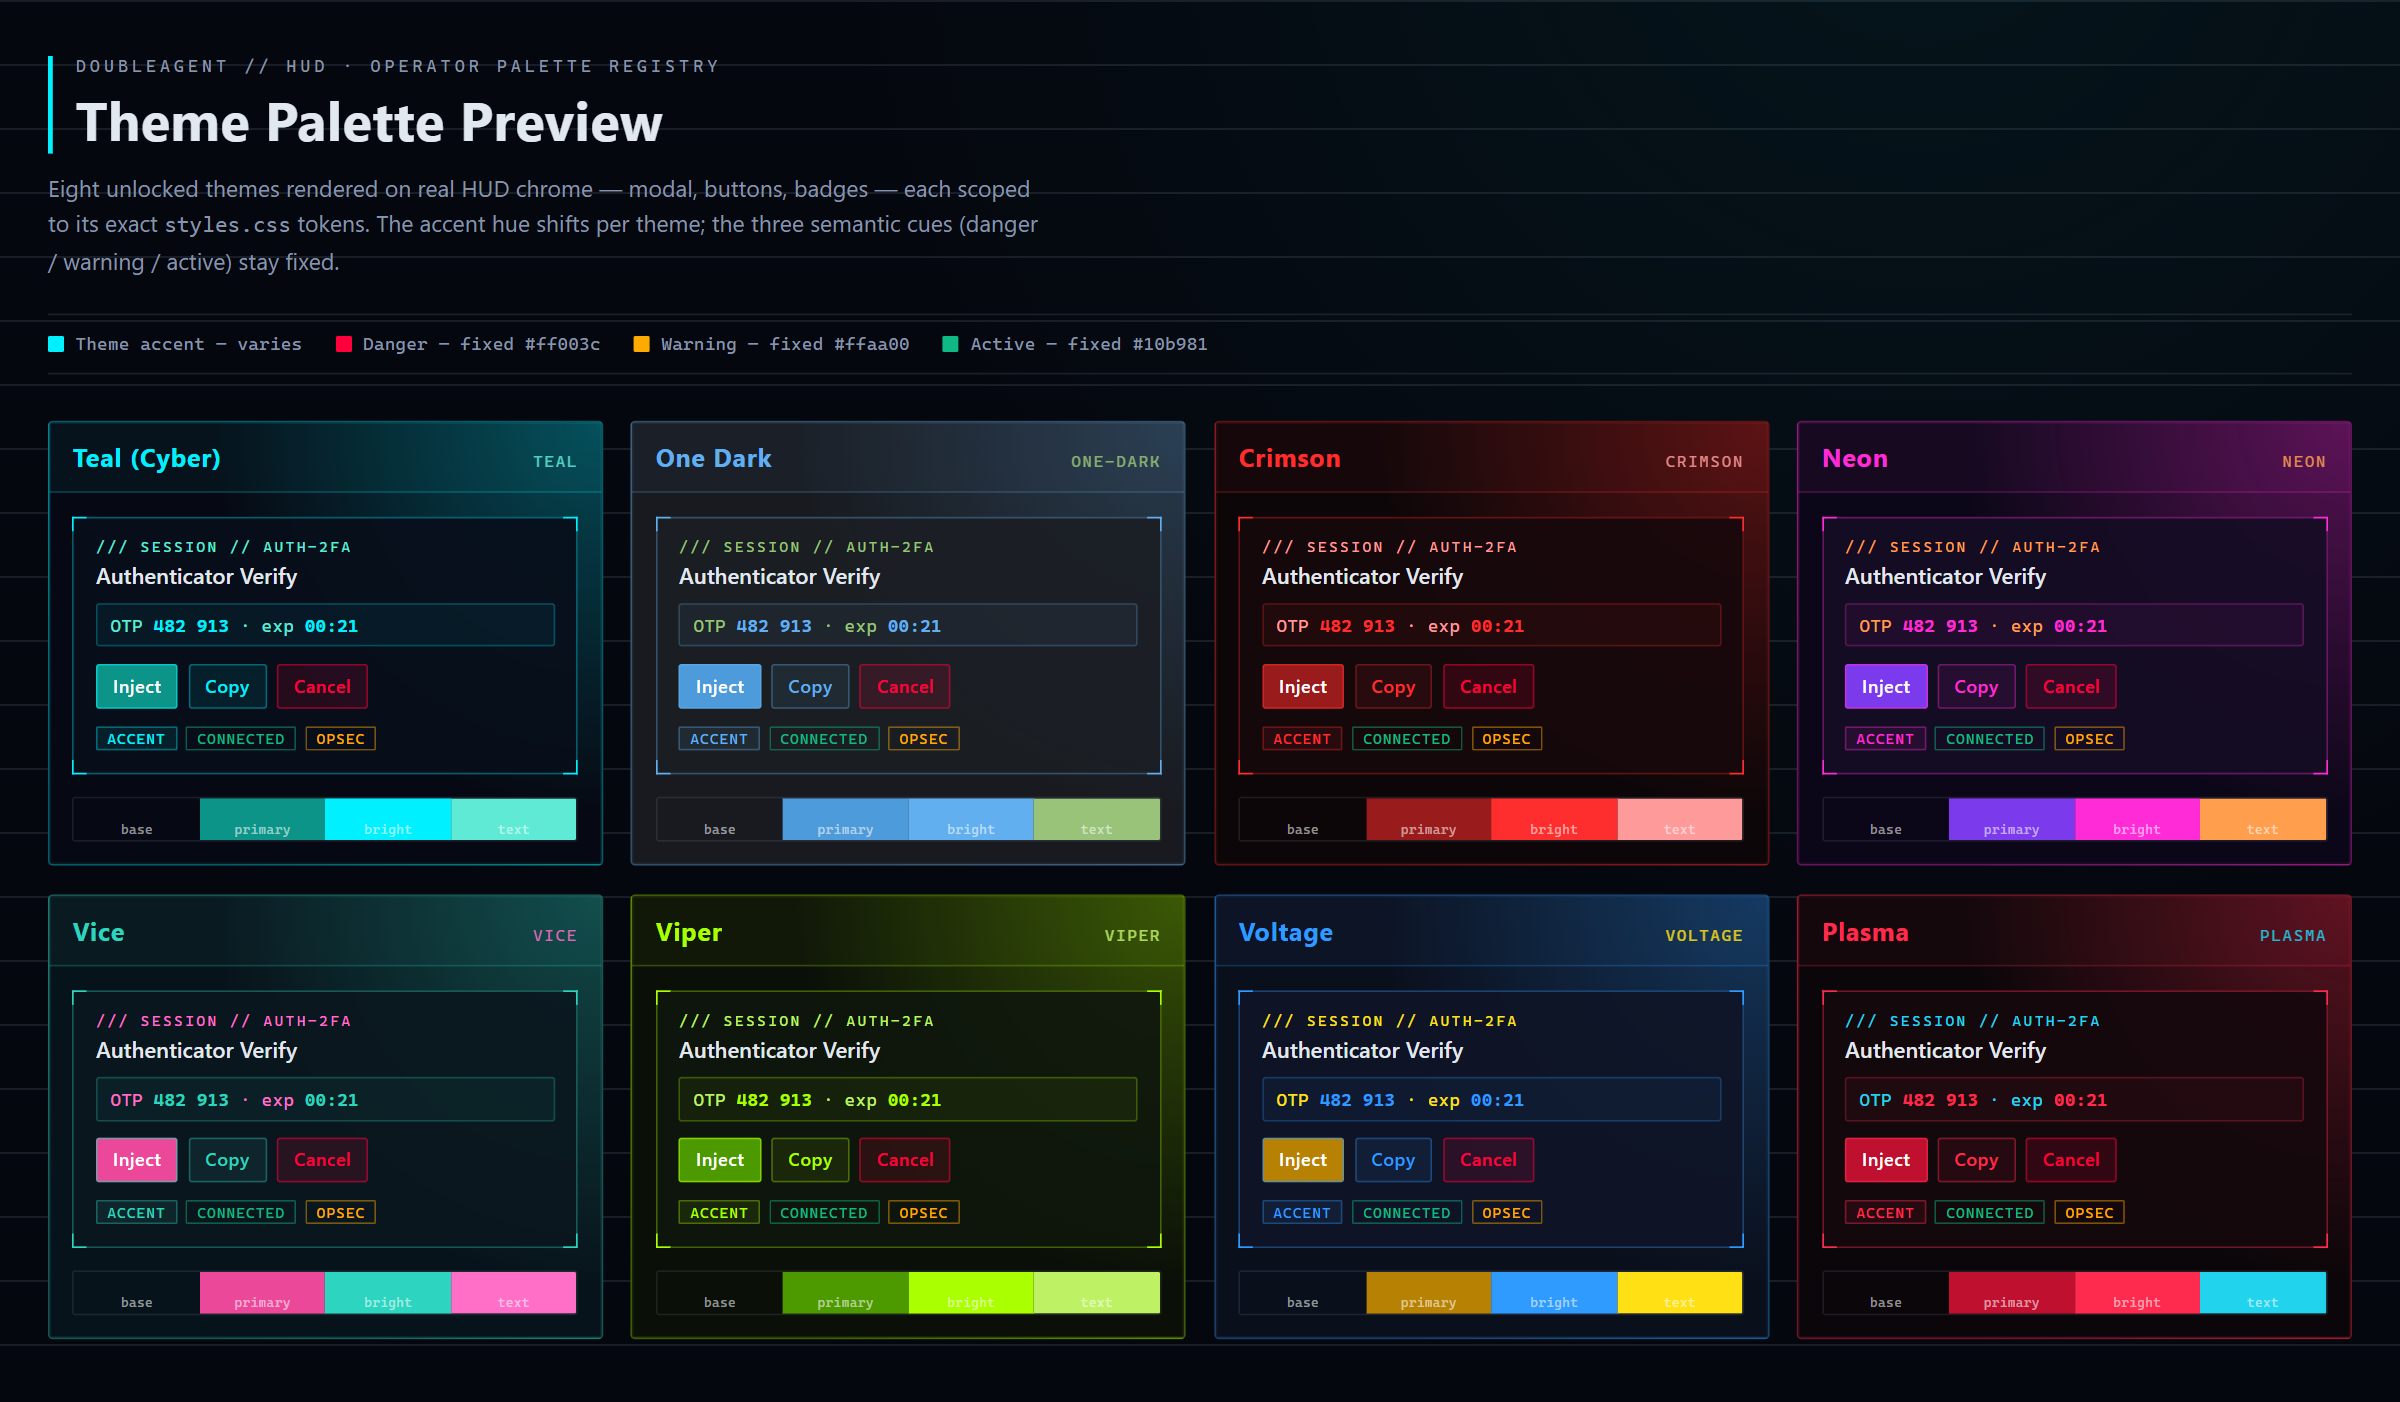 DOUBLEAGENT // HUD · OPERATOR PALETTE REGISTRY
Theme Palette Preview
Eight unlocked themes rendered on real HUD chrome — modal, buttons, badges — each scoped
to its exact styles.css tokens. The accent hue shifts per theme; the three semantic cues (danger
/ warning / active) stay fixed.
Theme accent — varies
Danger — fixed #ff003c
Warning — fixed #ffaa00
Active — fixed #10b981
Teal (Cyber)
TEAL
/// SESSION // AUTH-2FA
Authenticator Verify
OTP 482 913 · exp 00:21
Inject
Copy
Cancel
ACCENT
CONNECTED
OPSEC
base
primary
bright
text
One Dark
ONE-DARK
/// SESSION // AUTH-2FA
Authenticator Verify
OTP 482 913 · exp 00:21
Inject
Copy
Cancel
ACCENT
CONNECTED
OPSEC
base
primary
bright
text
Crimson
CRIMSON
/// SESSION // AUTH-2FA
Authenticator Verify
OTP 482 913 · exp 00:21
Inject
Copy
Cancel
ACCENT
CONNECTED
OPSEC
base
primary
bright
text
Neon
NEON
/// SESSION // AUTH-2FA
Authenticator Verify
OTP 482 913 · exp 00:21
Inject
Copy
Cancel
ACCENT
CONNECTED
OPSEC
base
primary
bright
text
Vice
VICE
/// SESSION // AUTH-2FA
Authenticator Verify
OTP 482 913 · exp 00:21
Inject
Copy
Cancel
ACCENT
CONNECTED
OPSEC
base
primary
bright
text
Viper
VIPER
/// SESSION // AUTH-2FA
Authenticator Verify
OTP 482 913 · exp 00:21
Inject
Copy
Cancel
ACCENT
CONNECTED
OPSEC
base
primary
bright
text
Voltage
VOLTAGE
/// SESSION // AUTH-2FA
Authenticator Verify
OTP 482 913 · exp 00:21
Inject
Copy
Cancel
ACCENT
CONNECTED
OPSEC
base
primary
bright
text
Plasma
PLASMA
/// SESSION // AUTH-2FA
Authenticator Verify
OTP 482 913 · exp 00:21
Inject
Copy
Cancel
ACCENT
CONNECTED
OPSEC
base
primary
bright
text